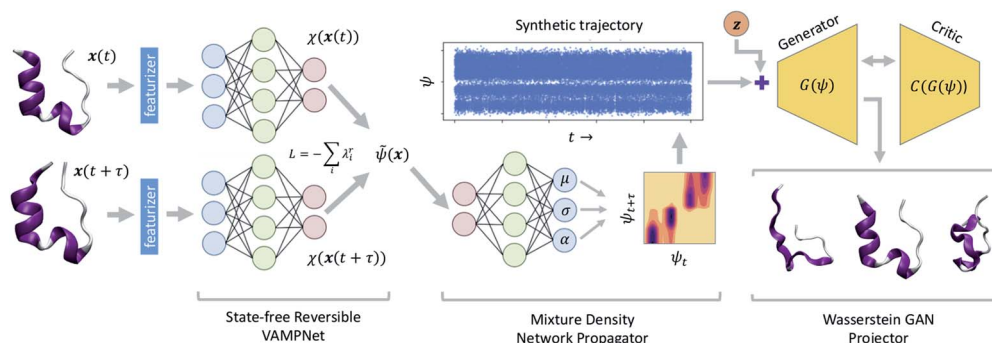 x(t)
featurizer
χ(x(t))
x(t + τ)
featurizer
L = − ∑ λᵢʳ
i
ψ̃(x)
χ(x(t + τ))
State-free Reversible
VAMPNet
Synthetic trajectory
ψ
t →
μ
σ
α
ψₜ₊τ
ψₜ
Mixture Density
Network Propagator
z
Generator
G(ψ)
Critic
C(G(ψ))
Wasserstein GAN
Projector